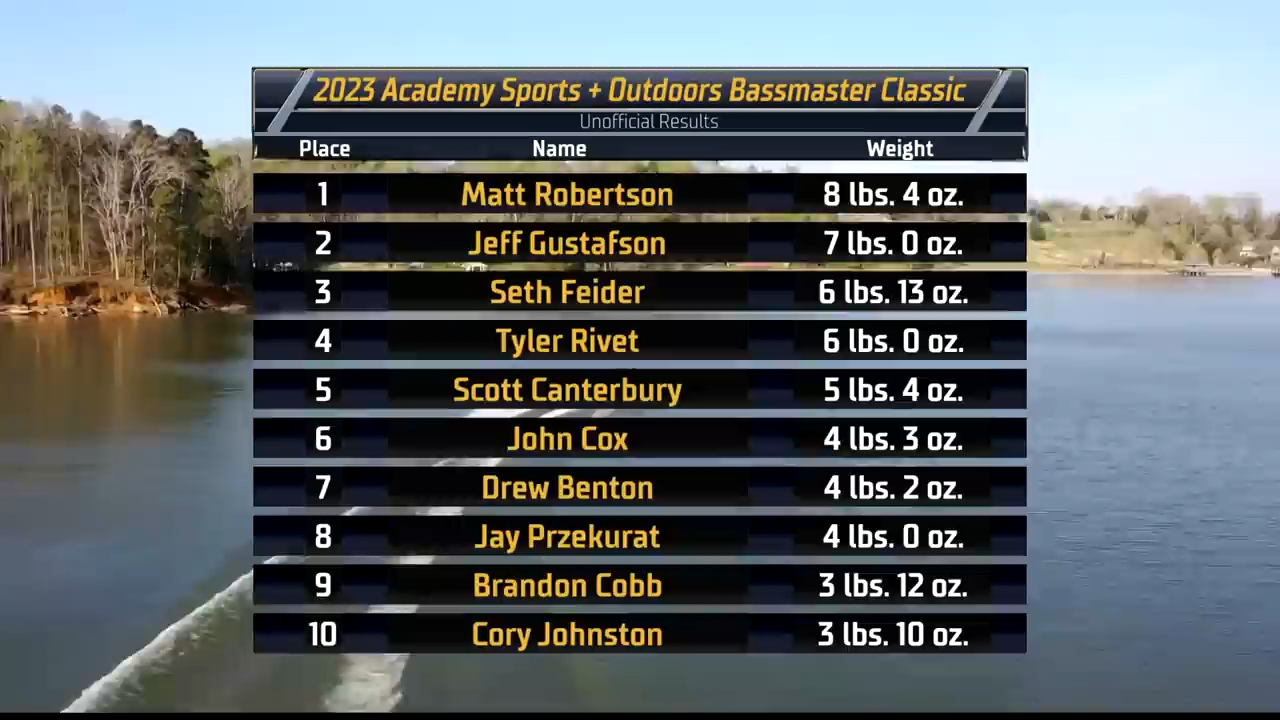 2023 Academy Sports + Outdoors Bassmaster Classic
Unofficial Results
Place Name Weight
1 Matt Robertson 8 lbs. 4 oz.
2 Jeff Gustafson 7 lbs. 0 oz.
3 Seth Feider 6 lbs. 13 oz.
4 Tyler Rivet 6 lbs. 0 oz.
5 Scott Canterbury 5 lbs. 4 oz.
6 John Cox 4 lbs. 3 oz.
7 Drew Benton 4 lbs. 2 oz.
8 Jay Przekurat 4 lbs. 0 oz.
9 Brandon Cobb 3 lbs. 12 oz.
10 Cory Johnston 3 lbs. 10 oz.